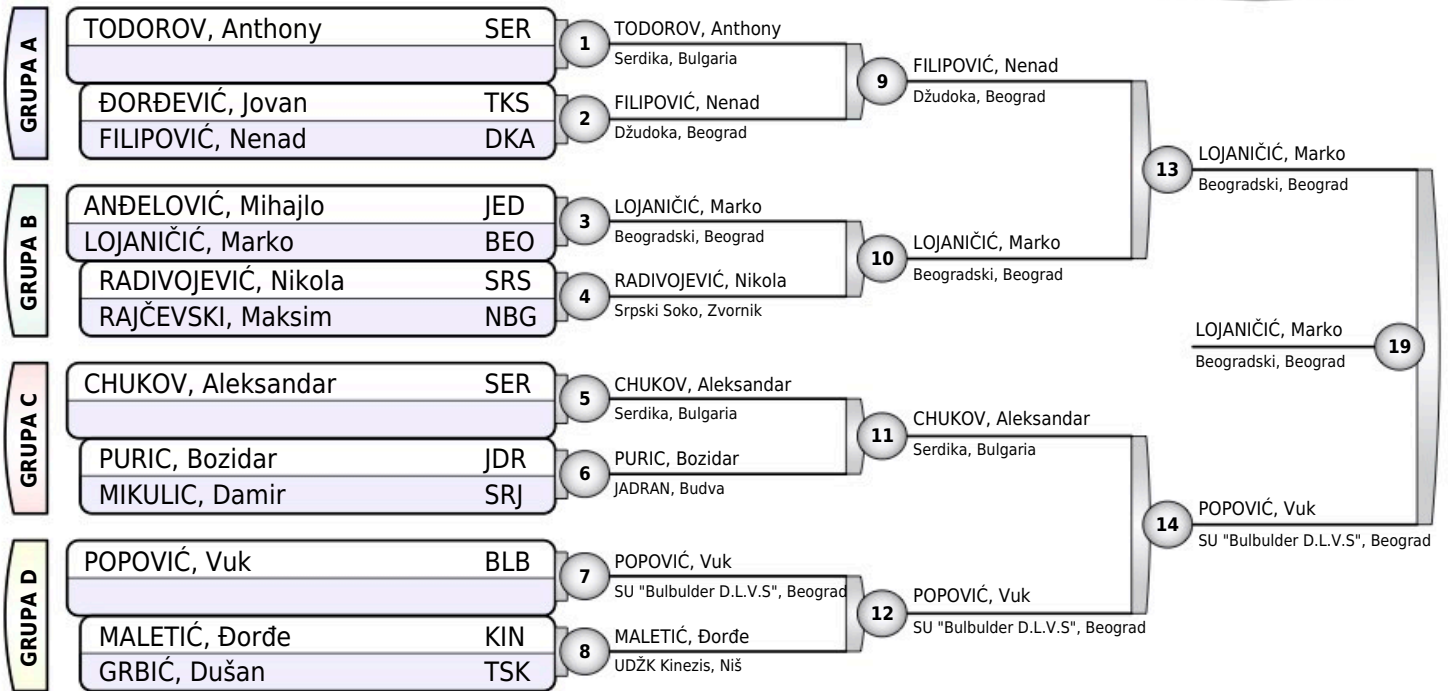 GRUPA A
TODOROV, Anthony SER
ĐORĐEVIĆ, Jovan TKS
FILIPOVIĆ, Nenad DKA
GRUPA B
ANĐELOVIĆ, Mihajlo JED
LOJANIČIĆ, Marko BEO
RADIVOJEVIĆ, Nikola SRS
RAJČEVSKI, Maksim NBG
GRUPA C
CHUKOV, Aleksandar SER
PURIC, Bozidar JDR
MIKULIC, Damir SRJ
GRUPA D
POPOVIĆ, Vuk BLB
MALETIĆ, Đorđe KIN
GRBIĆ, Dušan TSK
1
TODOROV, Anthony
Serdika, Bulgaria
2
FILIPOVIĆ, Nenad
Džudoka, Beograd
3
LOJANIČIĆ, Marko
Beogradski, Beograd
4
RADIVOJEVIĆ, Nikola
Srpski Soko, Zvornik
5
CHUKOV, Aleksandar
Serdika, Bulgaria
6
PURIC, Bozidar
JADRAN, Budva
7
POPOVIĆ, Vuk
SU "Bulbulder D.L.V.S", Beograd
8
MALETIĆ, Đorđe
UDŽK Kinezis, Niš
9
FILIPOVIĆ, Nenad
Džudoka, Beograd
10
LOJANIČIĆ, Marko
Beogradski, Beograd
11
CHUKOV, Aleksandar
Serdika, Bulgaria
12
POPOVIĆ, Vuk
SU "Bulbulder D.L.V.S", Beograd
13
LOJANIČIĆ, Marko
Beogradski, Beograd
14
POPOVIĆ, Vuk
SU "Bulbulder D.L.V.S", Beograd
LOJANIČIĆ, Marko
Beogradski, Beograd
19